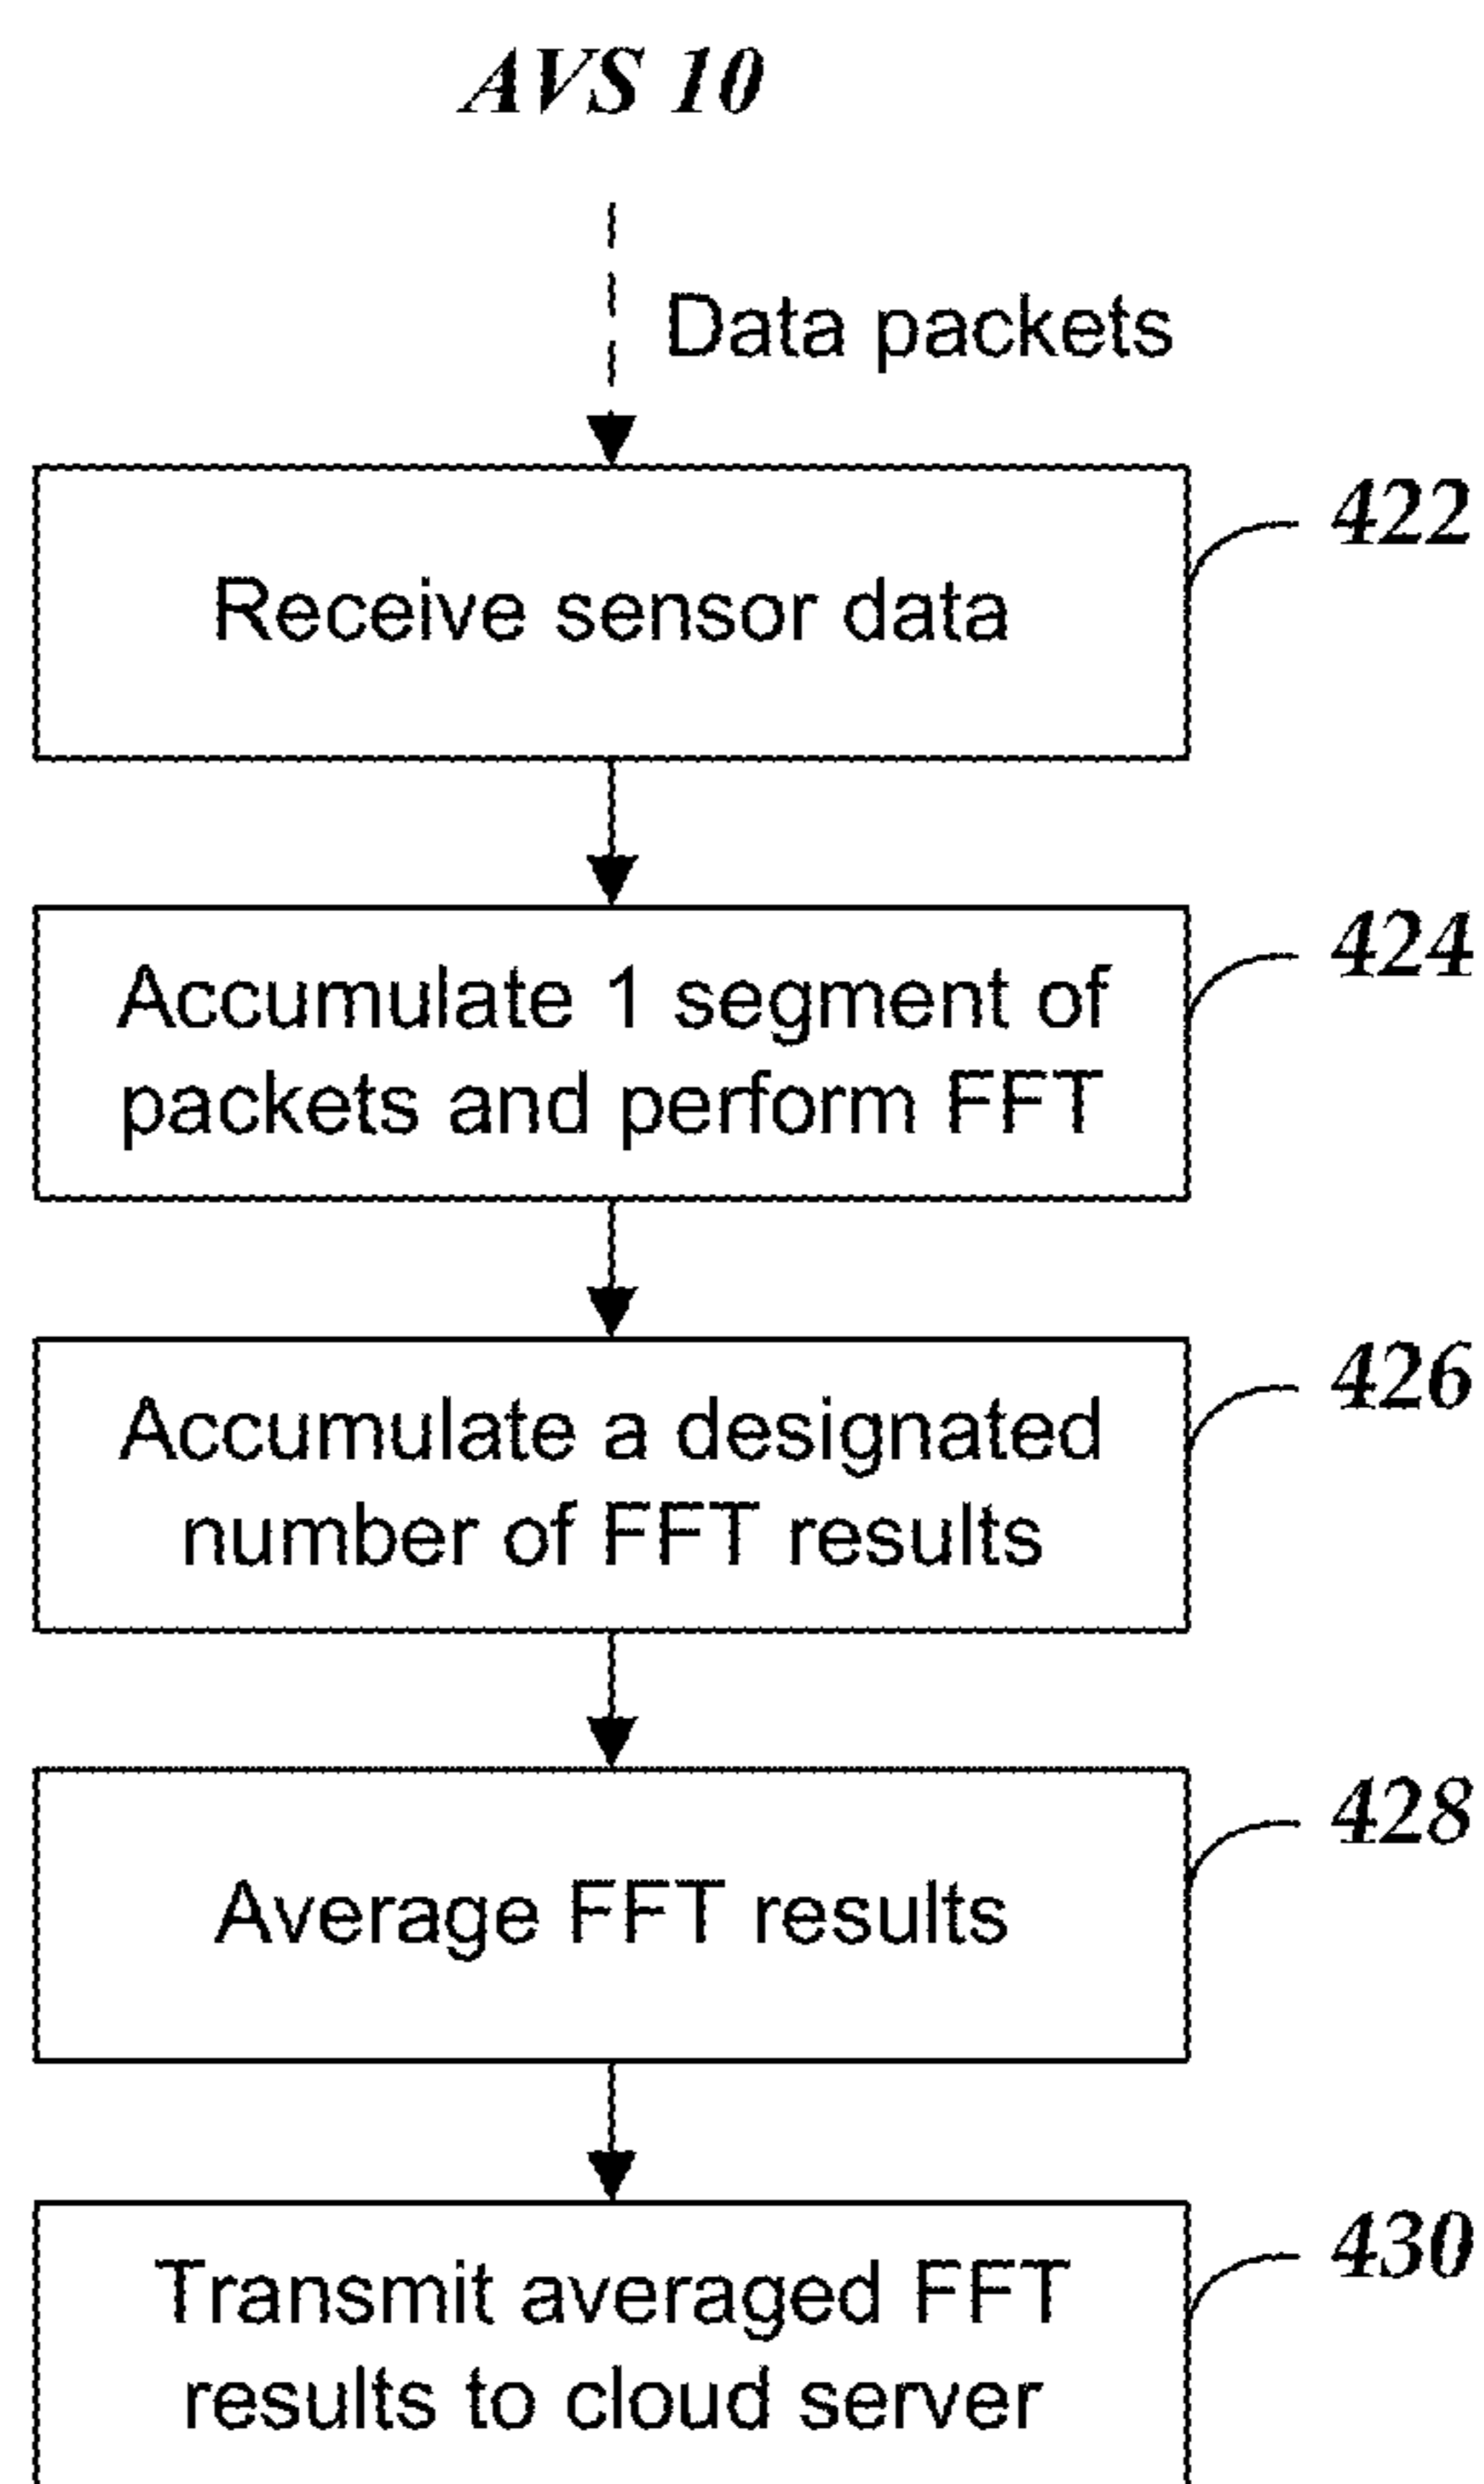 AVS 10
Data packets
422
Receive sensor data
424
Accumulate 1 segment of
packets and perform FFT
426
Accumulate a designated
number of FFT results
428
Average FFT results
430
Transmit averaged FFT
results to cloud server